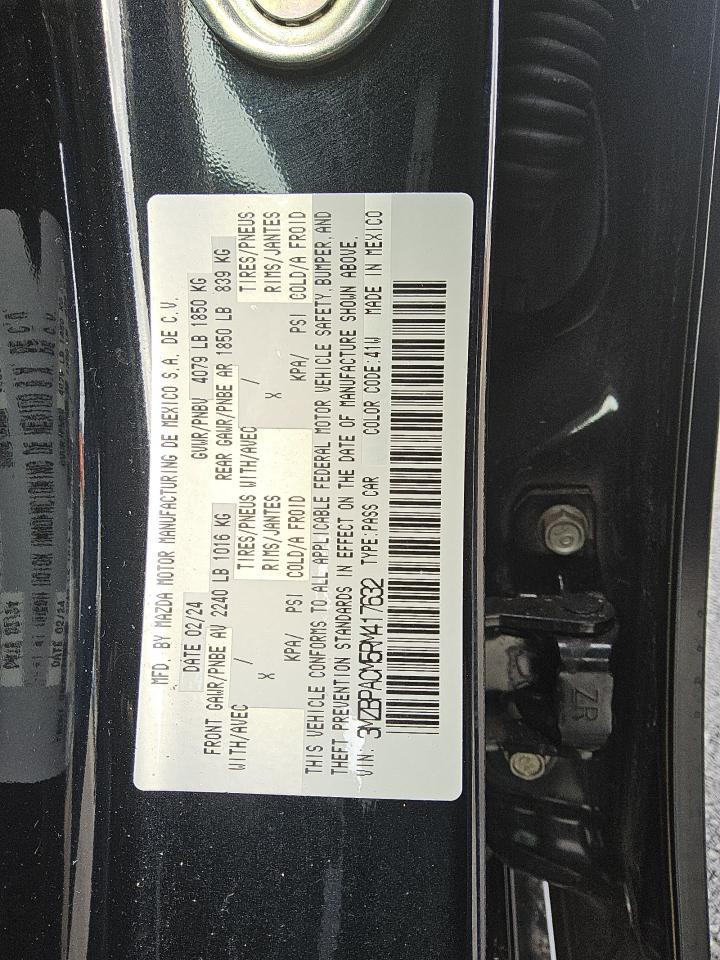 MFD. BY MAZDA MOTOR MANUFACTURING DE MEXICO S.A. DE C.V.
DATE 02/24 GVWR/PNBV 4079 LB 1850 KG
FRONT GAWR/PNBE AV 2240 LB 1016 KG REAR GAWR/PNBE AR 1850 LB 839 KG
WITH/AVEC / TIRES/PNEUS WITH/AVEC / TIRES/PNEUS
X RIMS/JANTES X RIMS/JANTES
KPA/ PSI COLD/A FROID KPA/ PSI COLD/A FROID
THIS VEHICLE CONFORMS TO ALL APPLICABLE FEDERAL MOTOR VEHICLE SAFETY, BUMPER, AND
THEFT PREVENTION STANDARDS IN EFFECT ON THE DATE OF MANUFACTURE SHOWN ABOVE.
VIN: 3MZBPACM5RM417632 TYPE:PASS CAR COLOR CODE:41W MADE IN MEXICO
ZR